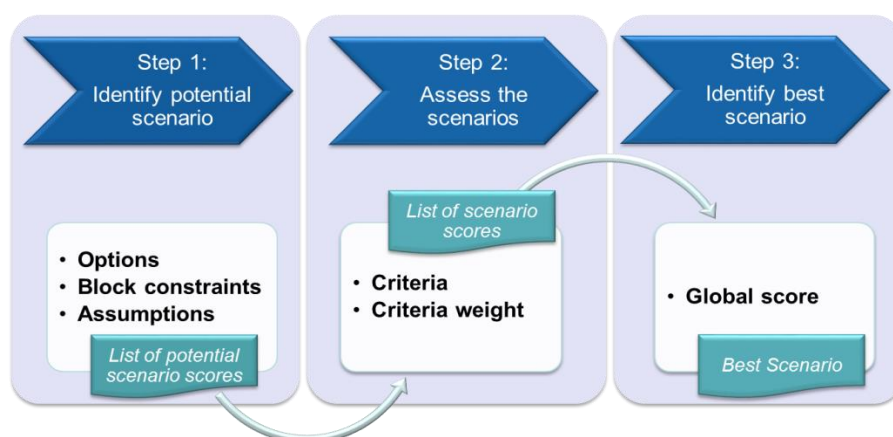 Step 1:
Identify potential
scenario
• Options
• Block constraints
• Assumptions
List of potential
scenario scores
Step 2:
Assess the
scenarios
List of scenario
scores
• Criteria
• Criteria weight
Step 3:
Identify best
scenario
• Global score
Best Scenario